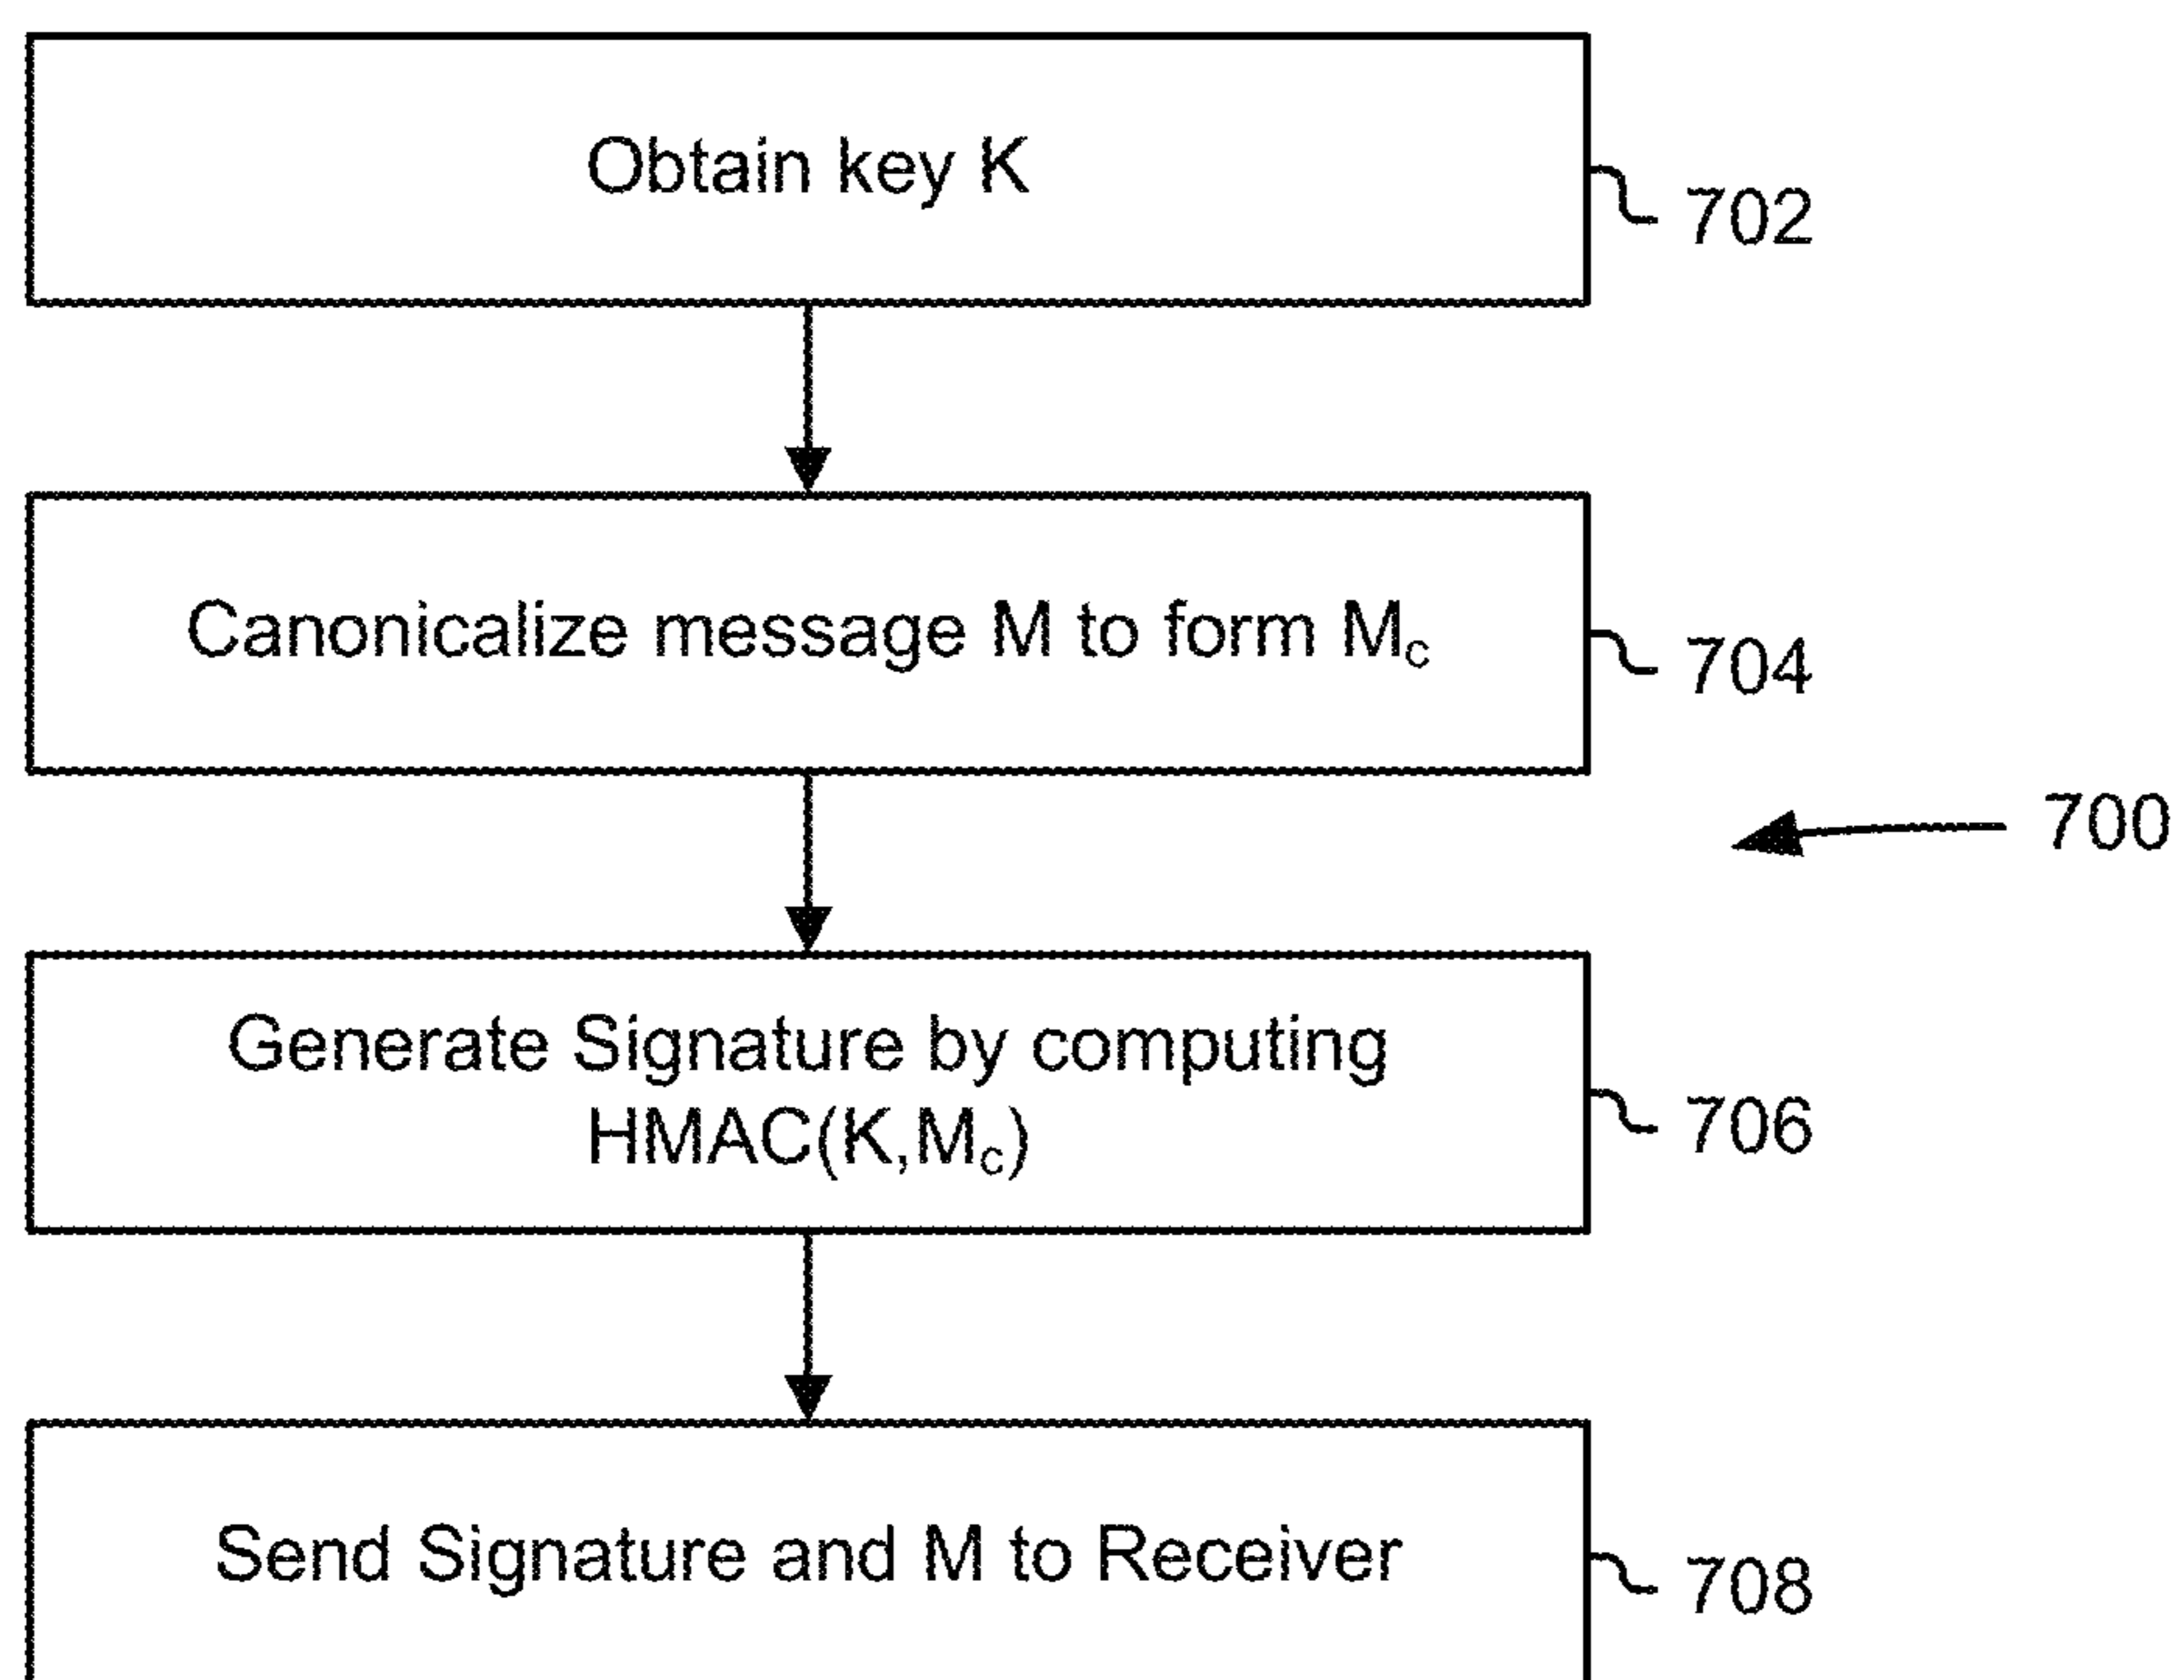 Obtain key K
702
Canonicalize message M to form Mc
704
700
Generate Signature by computing
HMAC(K,Mc)
706
Send Signature and M to Receiver
708